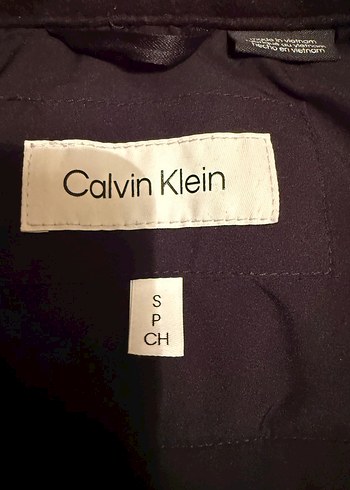 made in vietnam
fabriqué au vietnam
hecho en vietnam
Calvin Klein
S
P
CH